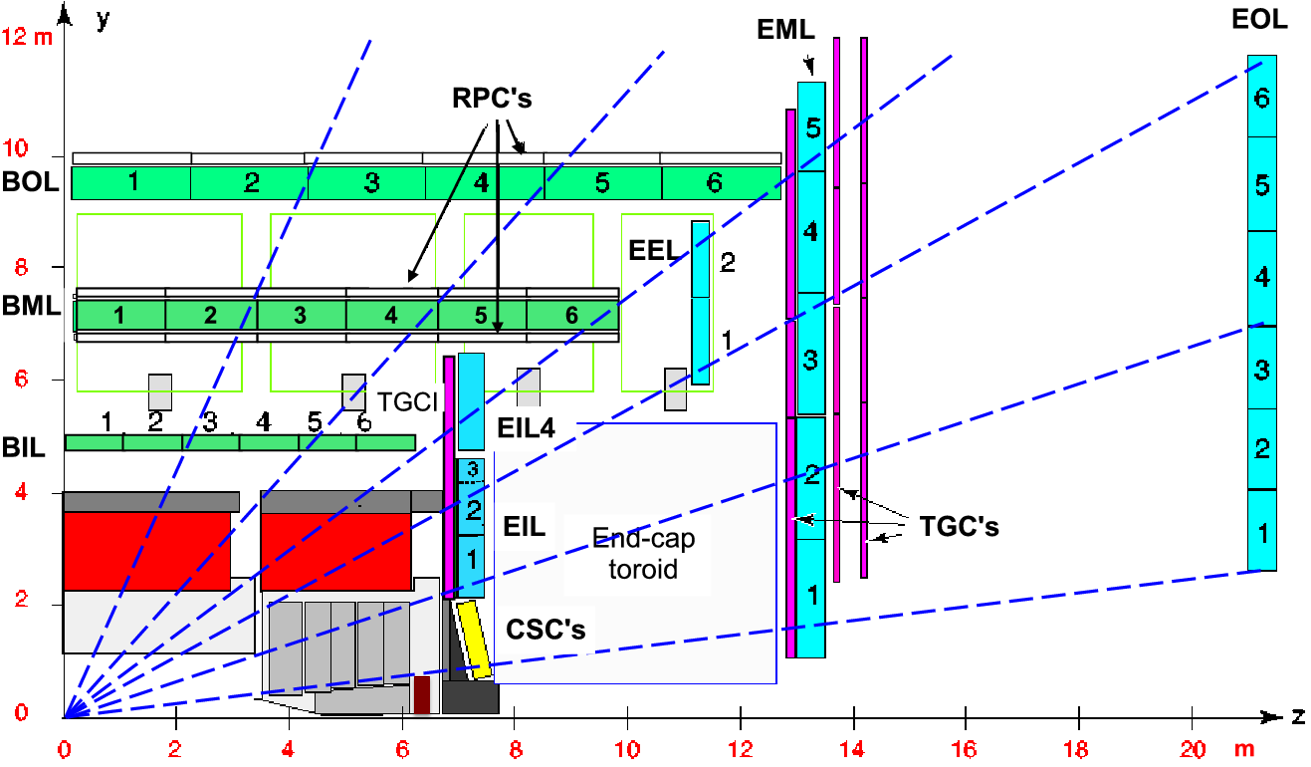 y
12 m
EML
EOL
RPC's
10
BOL
1 2 3 4 5 6
5
4
3
2
1
6
5
4
3
2
1
8
EEL
2
1
BML
1 2 3 4 5 6
6
TGCI
1 2 3 4 5 6
BIL
EIL4
4
3
2
1
EIL
End-cap
toroid
TGC's
2
CSC's
0
z
0 2 4 6 8 10 12 14 16 18 20 m